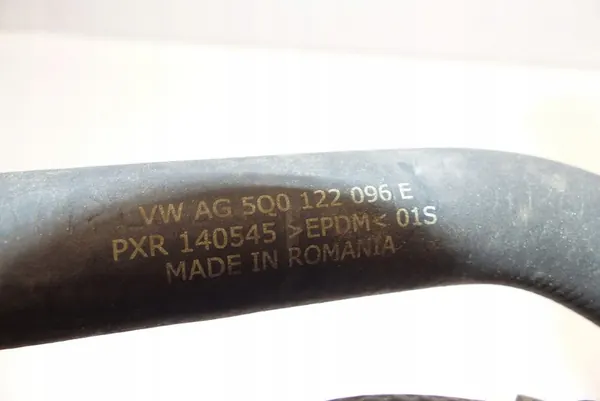 VW AG 5Q0 122 096 E
PXR 140545 >EPDM< 01S
MADE IN ROMANIA